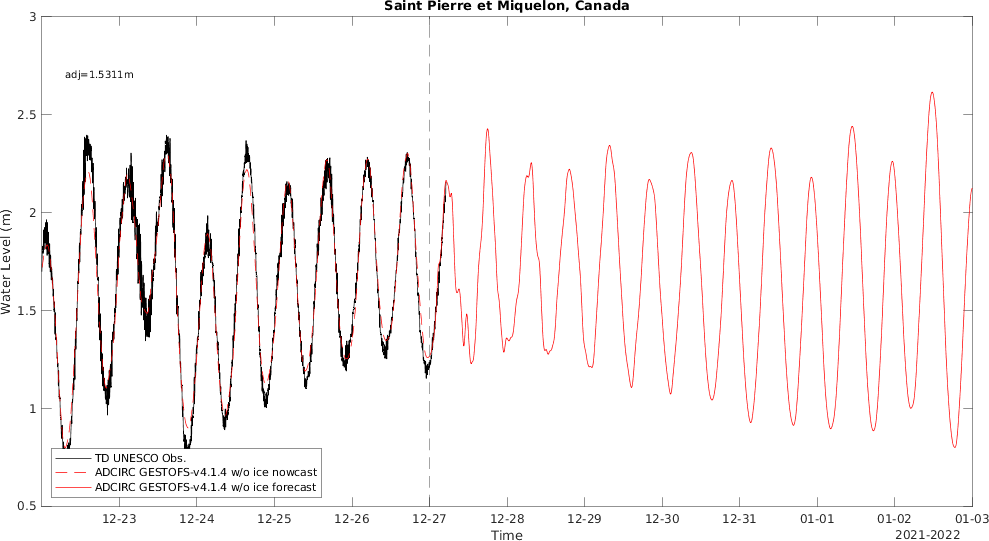 Saint Pierre et Miquelon, Canada
3
adj=1.5311m
2.5
2
Water Level (m)
1.5
1
TD UNESCO Obs.
ADCIRC GESTOFS-v4.1.4 w/o ice nowcast
ADCIRC GESTOFS-v4.1.4 w/o ice forecast
0.5
12-23 12-24 12-25 12-26 12-27 12-28 12-29 12-30 12-31 01-01 01-02 01-03
Time
2021-2022